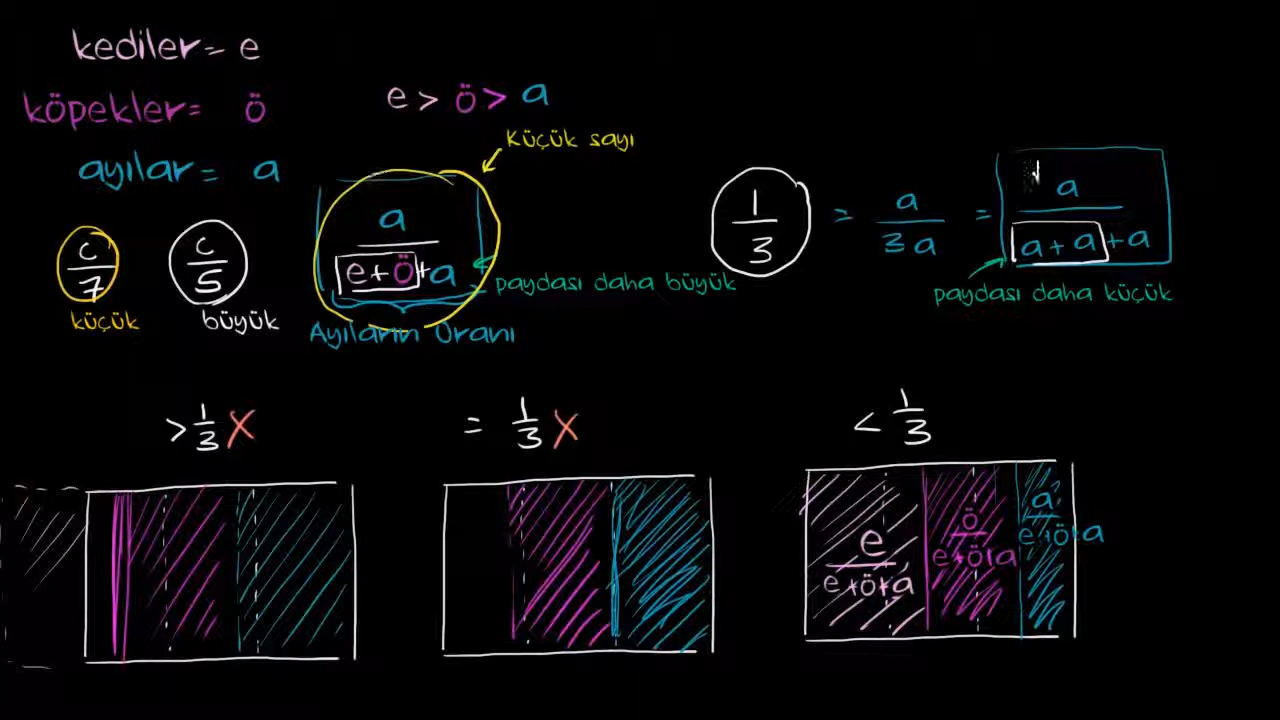 kediler = e
köpekler = ö
e > ö > a
ayılar = a
Küçük sayı
c/7
küçük
c/5
büyük
a/(e+ö+a)
paydası daha büyük
Ayıların Oranı
1/3 = a/3a = a/(a+a+a)
paydası daha küçük
> 1/3 X
= 1/3 X
< 1/3
e/(e+ö+a)
ö/(e+ö+a)
a/(e+ö+a)